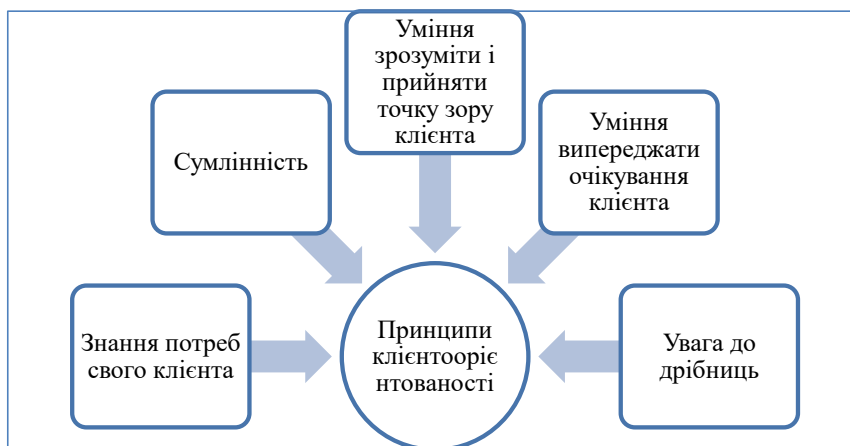 Уміння
зрозуміти і
прийняти
точку зору
клієнта
Сумлінність
Уміння
випереджати
очікування
клієнта
Знання потреб
свого клієнта
Принципи
клієнтооріє
нтованості
Увага до
дрібниць